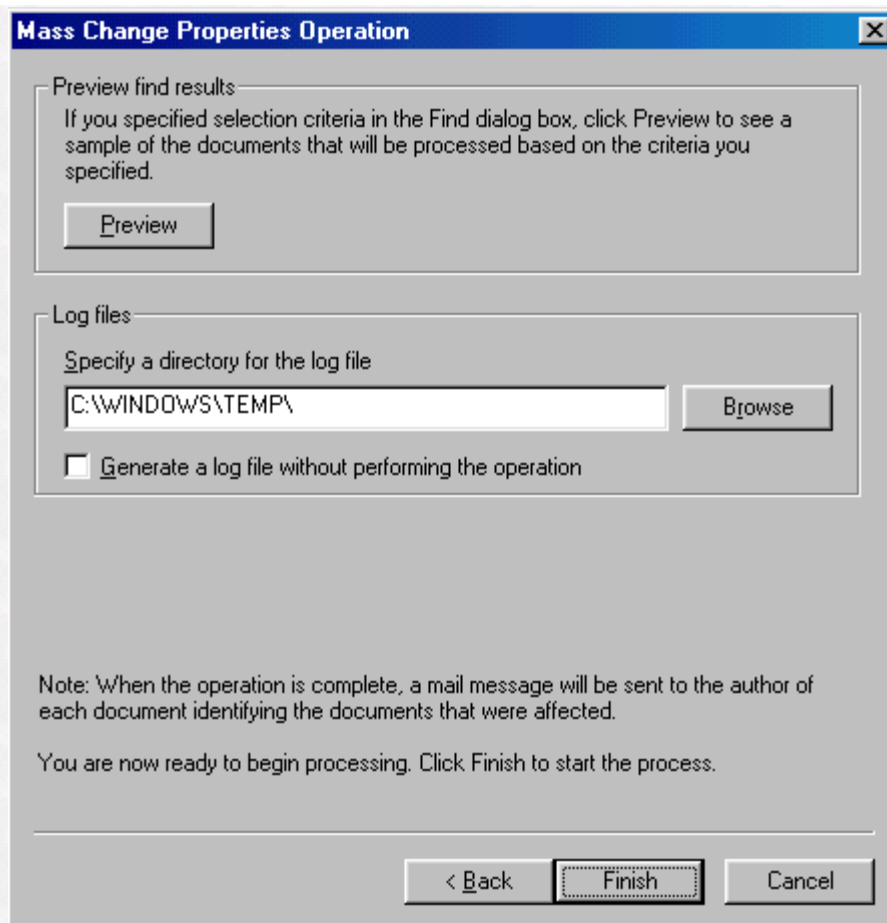 Mass Change Properties Operation
Preview find results
If you specified selection criteria in the Find dialog box, click Preview to see a
sample of the documents that will be processed based on the criteria you
specified.
Preview
Log files
Specify a directory for the log file
C:\WINDOWS\TEMP\
Browse
Generate a log file without performing the operation
Note: When the operation is complete, a mail message will be sent to the author of
each document identifying the documents that were affected.
You are now ready to begin processing. Click Finish to start the process.
< Back
Finish
Cancel